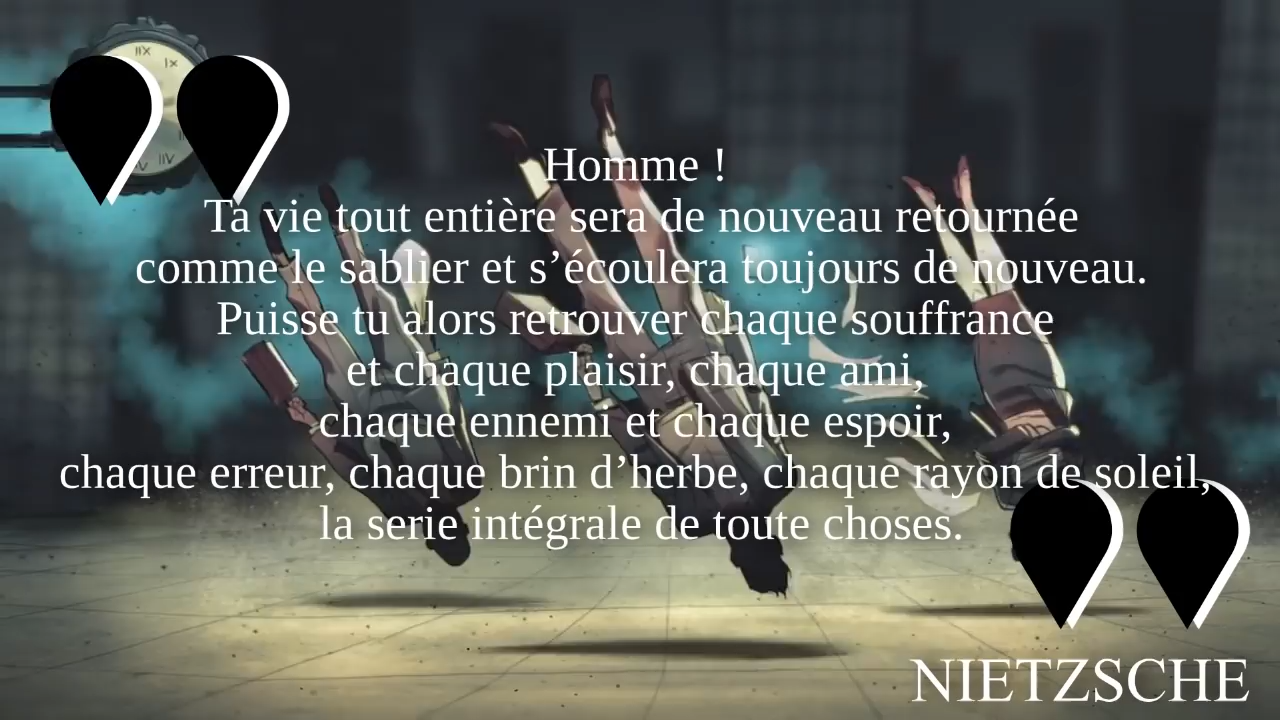 Homme !
Ta vie tout entière sera de nouveau retournée
comme le sablier et s’écoulera toujours de nouveau.
Puisse tu alors retrouver chaque souffrance
et chaque plaisir, chaque ami,
chaque ennemi et chaque espoir,
chaque erreur, chaque brin d’herbe, chaque rayon de soleil,
la serie intégrale de toute choses.
NIETZSCHE